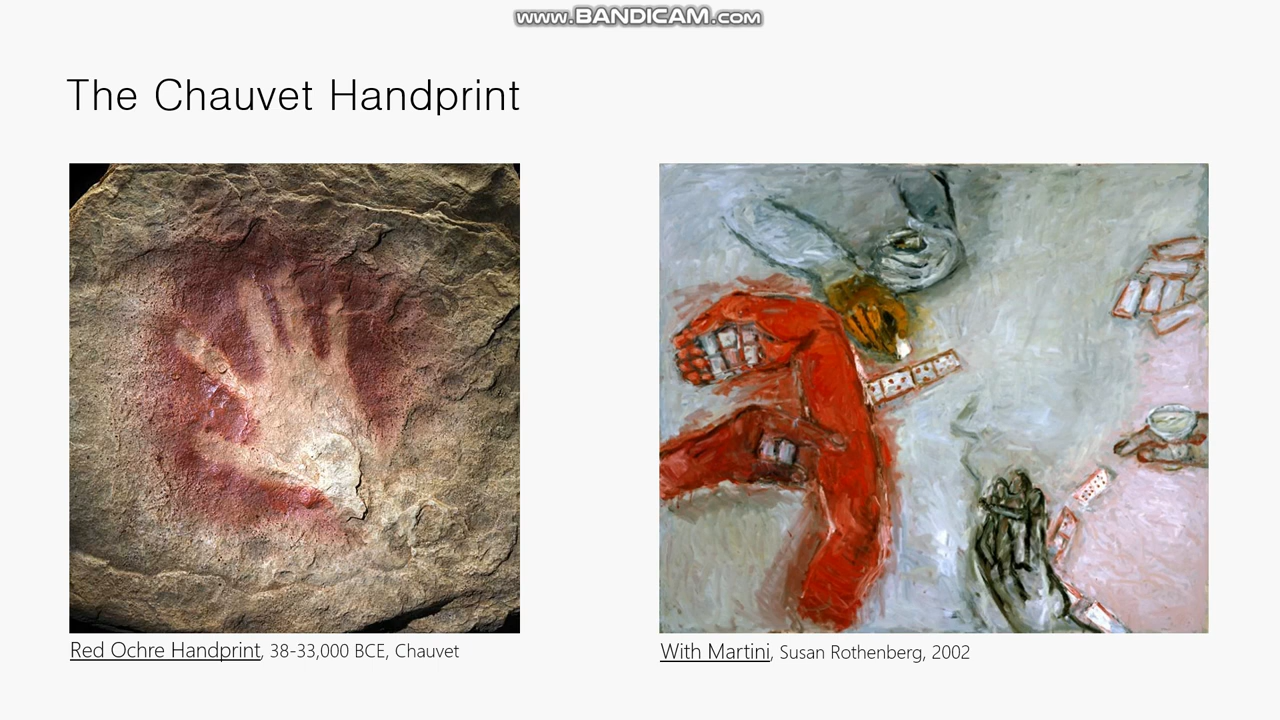 www.BANDICAM.com
The Chauvet Handprint
Red Ochre Handprint, 38-33,000 BCE, Chauvet
With Martini, Susan Rothenberg, 2002